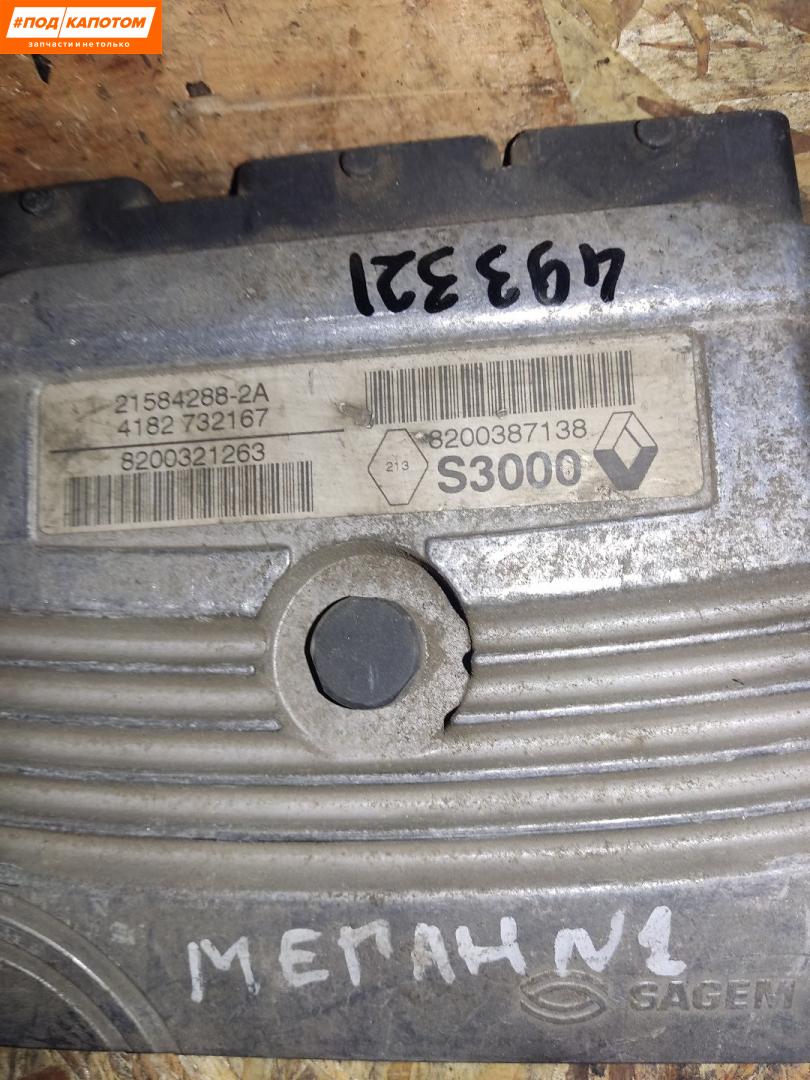 #ПОД КАПОТОМ
запчасти и не только
493321
21584288-2A
4182 732167
8200321263
8200387138
213
S3000
МЕГАН N1
SAGEM